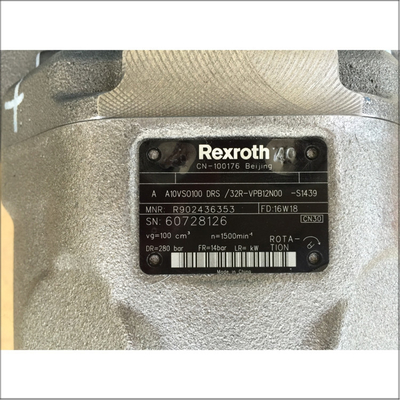 Rexroth 140
CN-100176 Beijing
A A10VSO100 DRS /32R-VPB12N00 -S1439
MNR: R902436353 FD:16W18
SN: 60728126 CN30
vg=100 cm³ n=1500min⁻¹ ROTA-
TION:
DR=280 bar FR=14bar LR= kW
Made in China